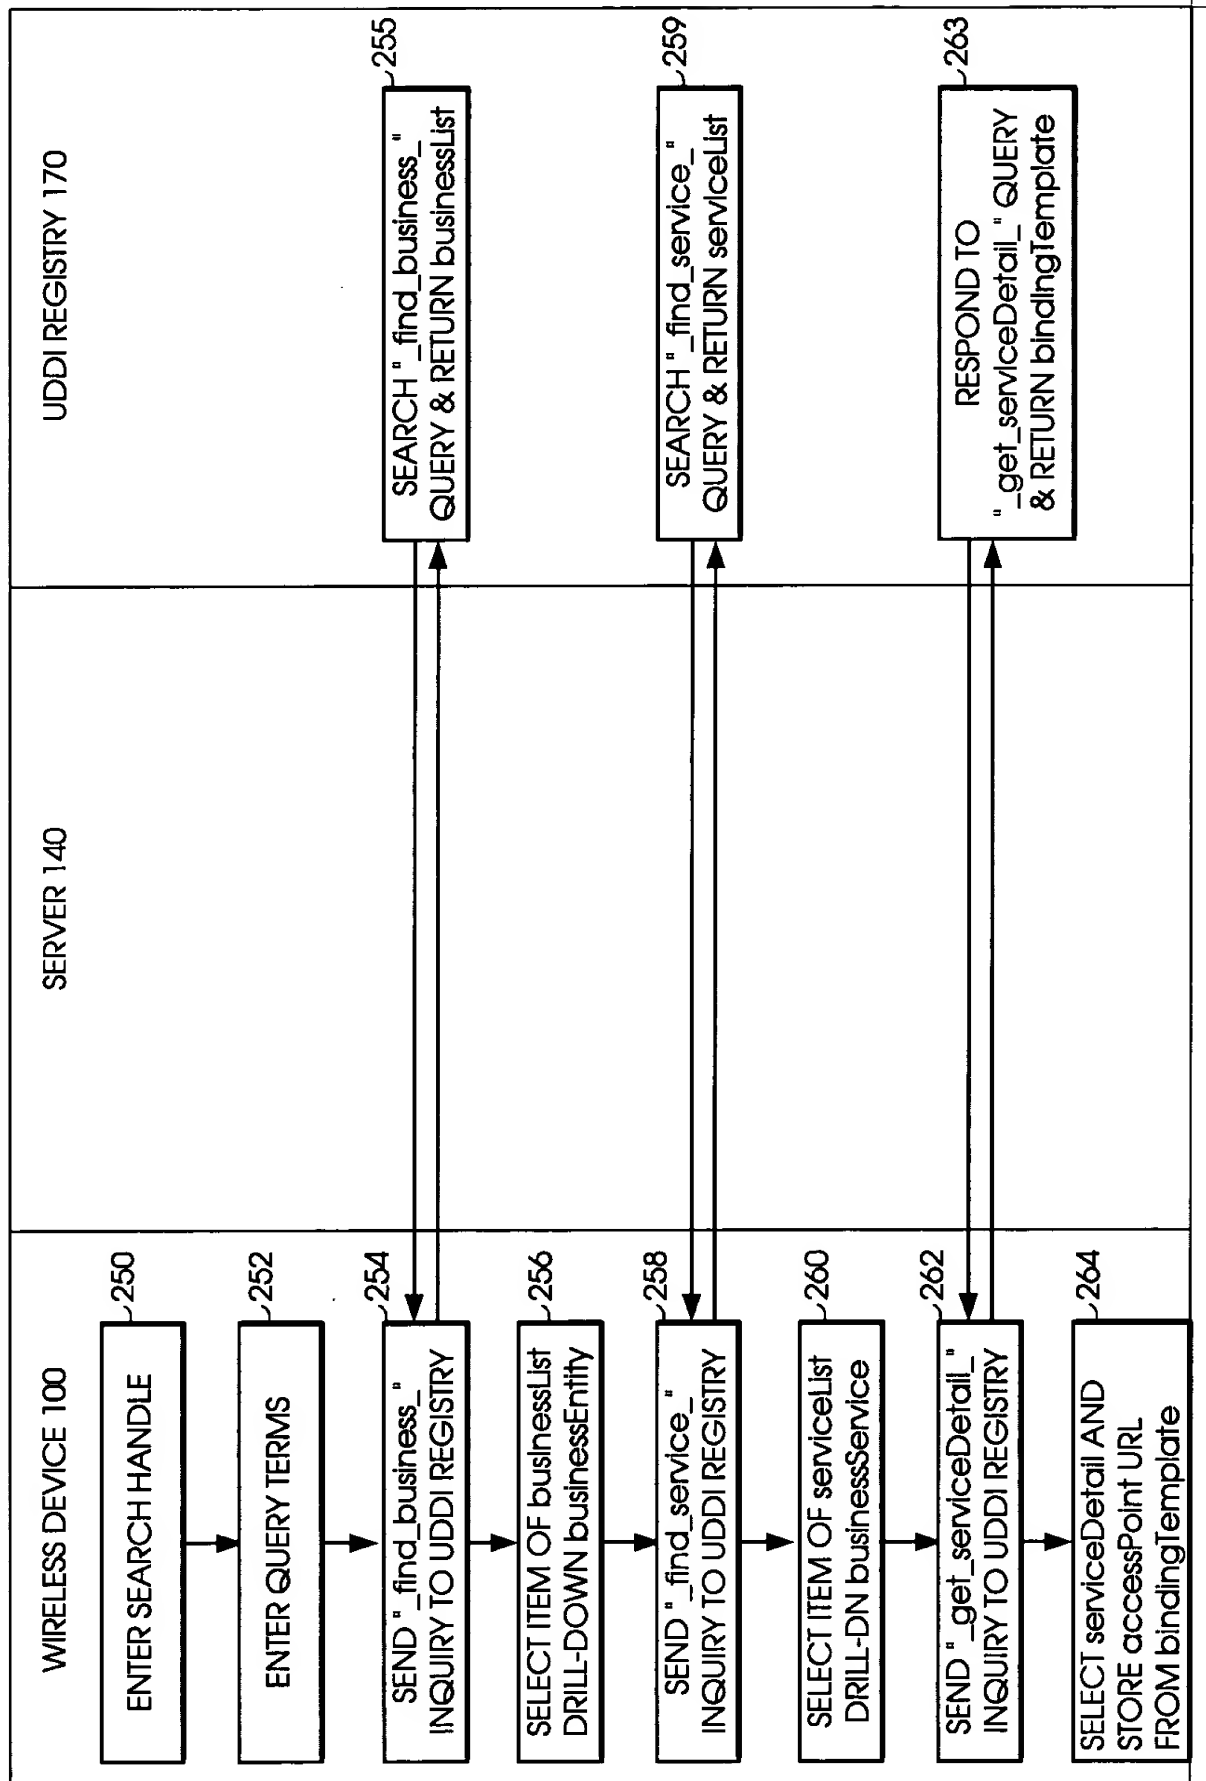 WIRELESS DEVICE 100
SERVER 140
UDDI REGISTRY 170
250
ENTER SEARCH HANDLE
252
ENTER QUERY TERMS
254
SEND "_find_business_"
INQUIRY TO UDDI REGISTRY
255
SEARCH "_find_business_"
QUERY & RETURN businessList
256
SELECT ITEM OF businessList
DRILL-DOWN businessEntity
258
SEND "_find_service_"
INQUIRY TO UDDI REGISTRY
259
SEARCH "_find_service_"
QUERY & RETURN serviceList
260
SELECT ITEM OF serviceList
DRILL-DN businessService
262
SEND "_get_serviceDetail_"
INQUIRY TO UDDI REGISTRY
263
RESPOND TO
"_get_serviceDetail_" QUERY
& RETURN bindingTemplate
264
SELECT serviceDetail AND
STORE accessPoint URL
FROM bindingTemplate